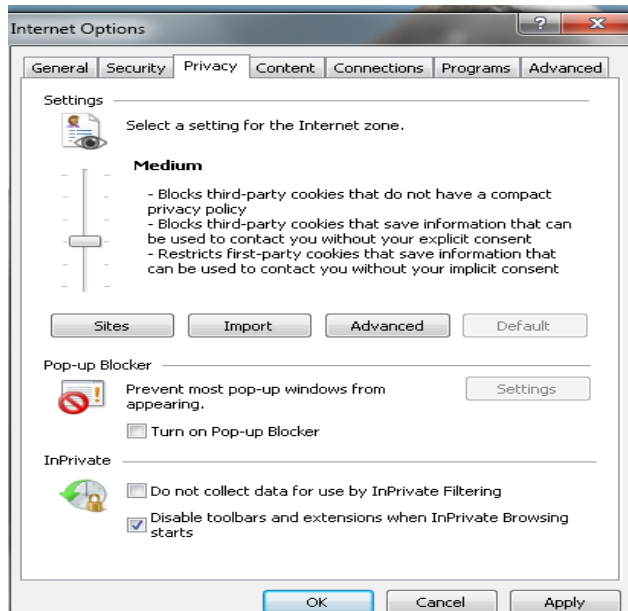 Internet Options
?
General Security Privacy Content Connections Programs Advanced
Settings
Select a setting for the Internet zone.
Medium
- Blocks third-party cookies that do not have a compact
privacy policy
- Blocks third-party cookies that save information that can
be used to contact you without your explicit consent
- Restricts first-party cookies that save information that
can be used to contact you without your implicit consent
Sites Import Advanced Default
Pop-up Blocker
Prevent most pop-up windows from
appearing.
Settings
Turn on Pop-up Blocker
InPrivate
Do not collect data for use by InPrivate Filtering
Disable toolbars and extensions when InPrivate Browsing
starts
OK Cancel Apply